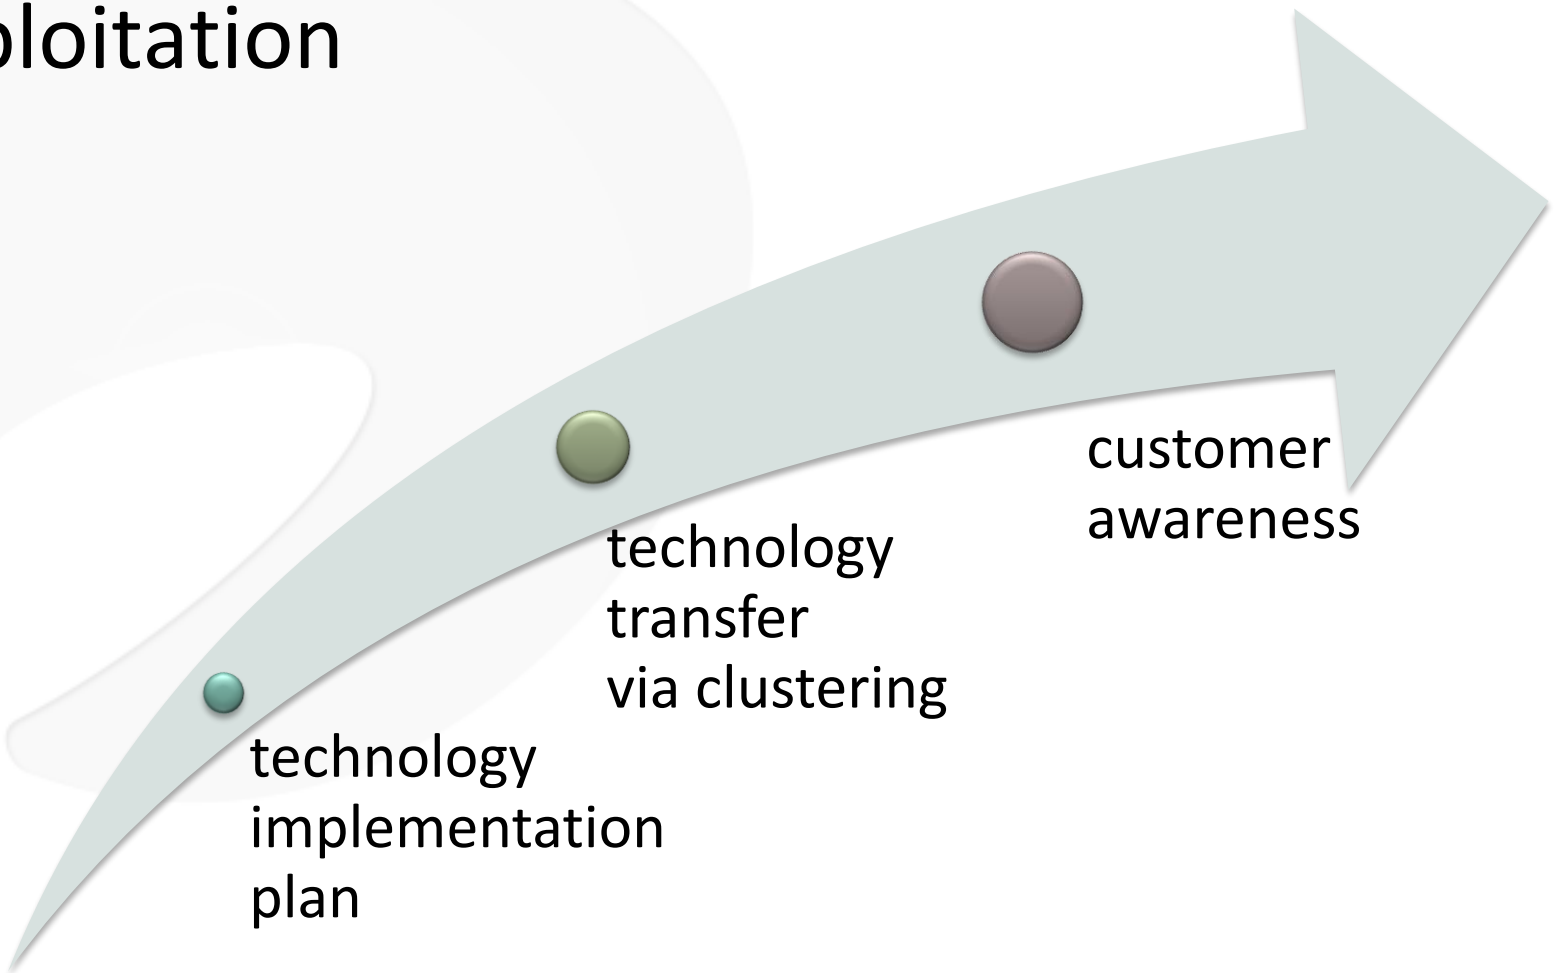 ploitation
customer
awareness
technology
transfer
via clustering
technology
implementation
plan